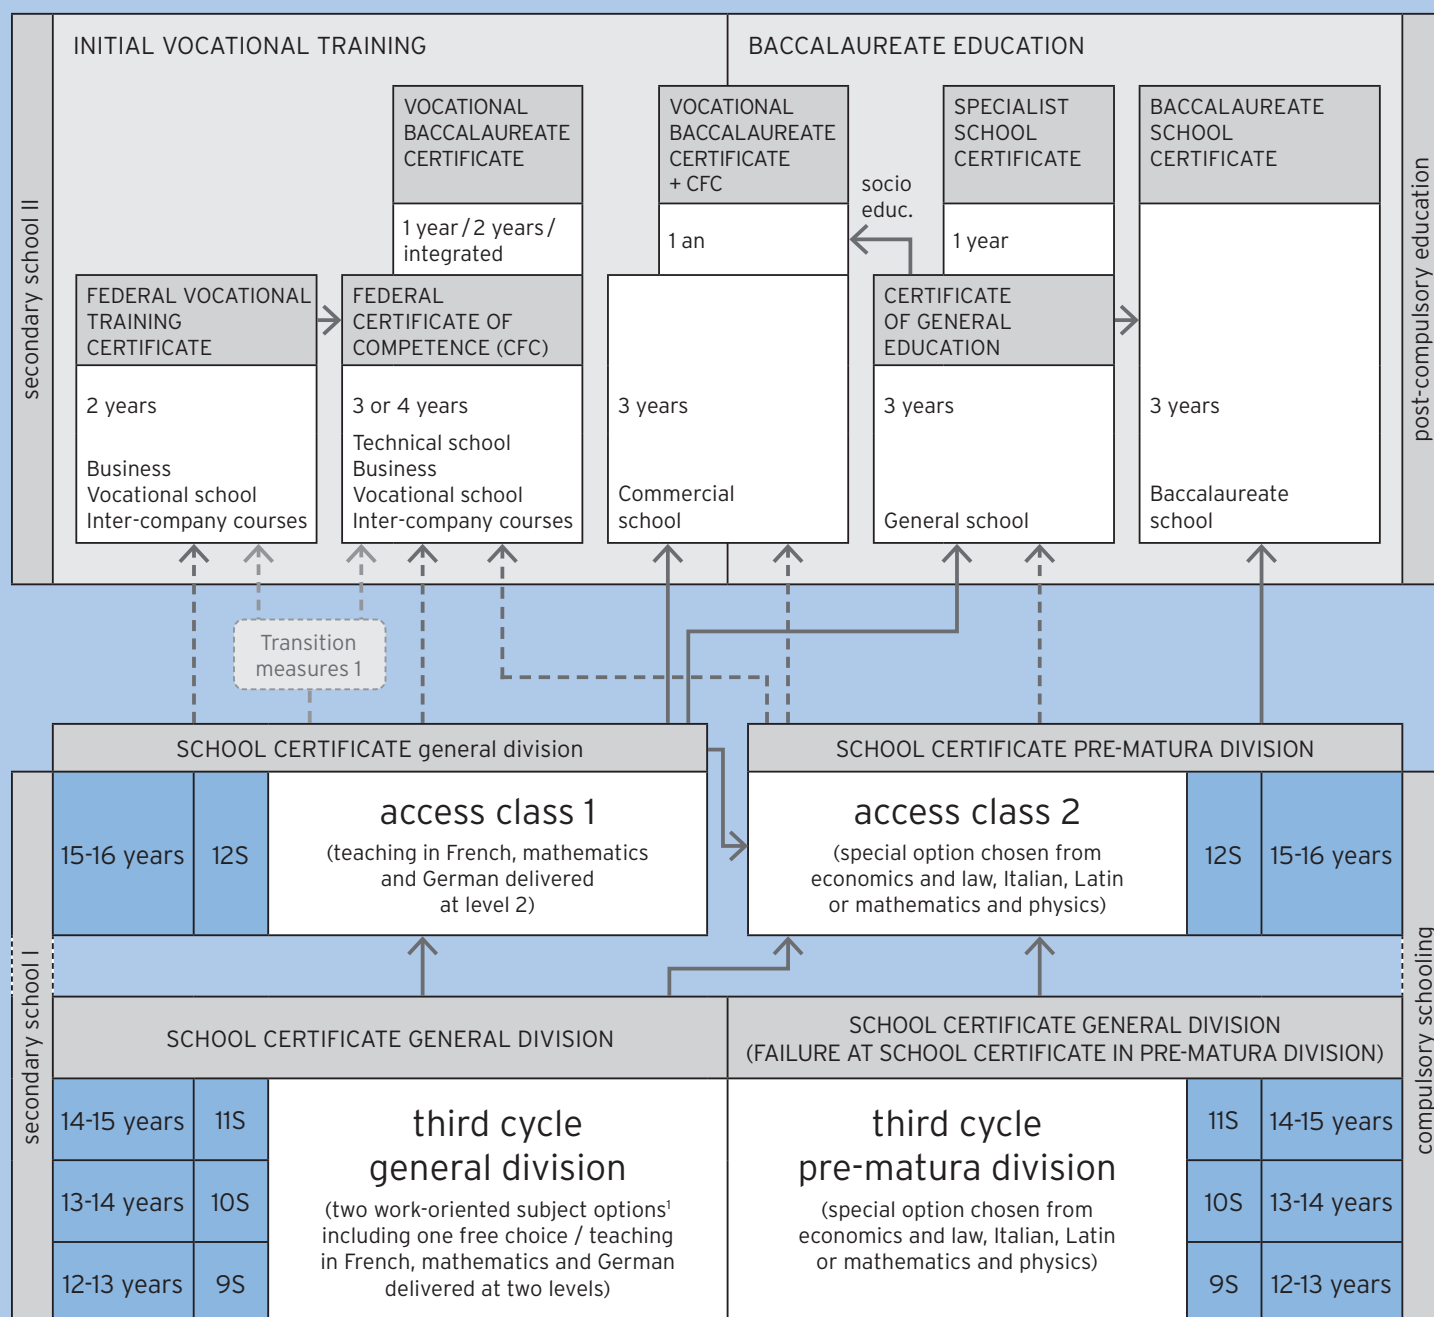 INITIAL VOCATIONAL TRAINING
BACCALAUREATE EDUCATION
secondary school II
post-compulsory education
VOCATIONAL
BACCALAUREATE
CERTIFICATE
1 year / 2 years /
integrated
VOCATIONAL
BACCALAUREATE
CERTIFICATE
+ CFC
1 an
socio
educ.
SPECIALIST
SCHOOL
CERTIFICATE
1 year
BACCALAUREATE
SCHOOL
CERTIFICATE
FEDERAL VOCATIONAL
TRAINING
CERTIFICATE
2 years
Business
Vocational school
Inter-company courses
FEDERAL
CERTIFICATE OF
COMPETENCE (CFC)
3 or 4 years
Technical school
Business
Vocational school
Inter-company courses
3 years
Commercial
school
CERTIFICATE
OF GENERAL
EDUCATION
3 years
General school
3 years
Baccalaureate
school
Transition
measures 1
SCHOOL CERTIFICATE general division
15-16 years
12S
access class 1
(teaching in French, mathematics
and German delivered
at level 2)
SCHOOL CERTIFICATE PRE-MATURA DIVISION
access class 2
(special option chosen from
economics and law, Italian, Latin
or mathematics and physics)
12S
15-16 years
secondary school I
compulsory schooling
SCHOOL CERTIFICATE GENERAL DIVISION
SCHOOL CERTIFICATE GENERAL DIVISION
(FAILURE AT SCHOOL CERTIFICATE IN PRE-MATURA DIVISION)
14-15 years
11S
13-14 years
10S
12-13 years
9S
third cycle
general division
(two work-oriented subject options¹
including one free choice / teaching
in French, mathematics and German
delivered at two levels)
third cycle
pre-matura division
(special option chosen from
economics and law, Italian, Latin
or mathematics and physics)
11S
14-15 years
10S
13-14 years
9S
12-13 years